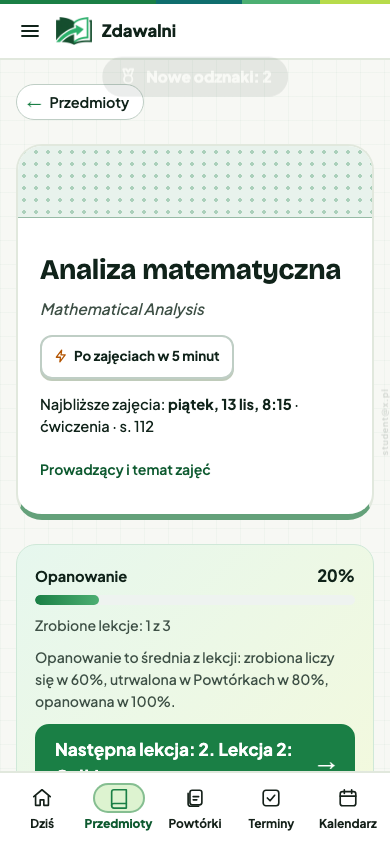 Zdawalni
Nowe odznaki: 2
← Przedmioty
Analiza matematyczna
Mathematical Analysis
Po zajęciach w 5 minut
Najbliższe zajęcia: piątek, 13 lis, 8:15 ·
ćwiczenia · s. 112
Prowadzący i temat zajęć
student@z.pl
Opanowanie 20%
Zrobione lekcje: 1 z 3
Opanowanie to średnia z lekcji: zrobiona liczy
się w 60%, utrwalona w Powtórkach w 80%,
opanowana w 100%.
Następna lekcja: 2. Lekcja 2: →
Dziś Przedmioty Powtórki Terminy Kalendarz